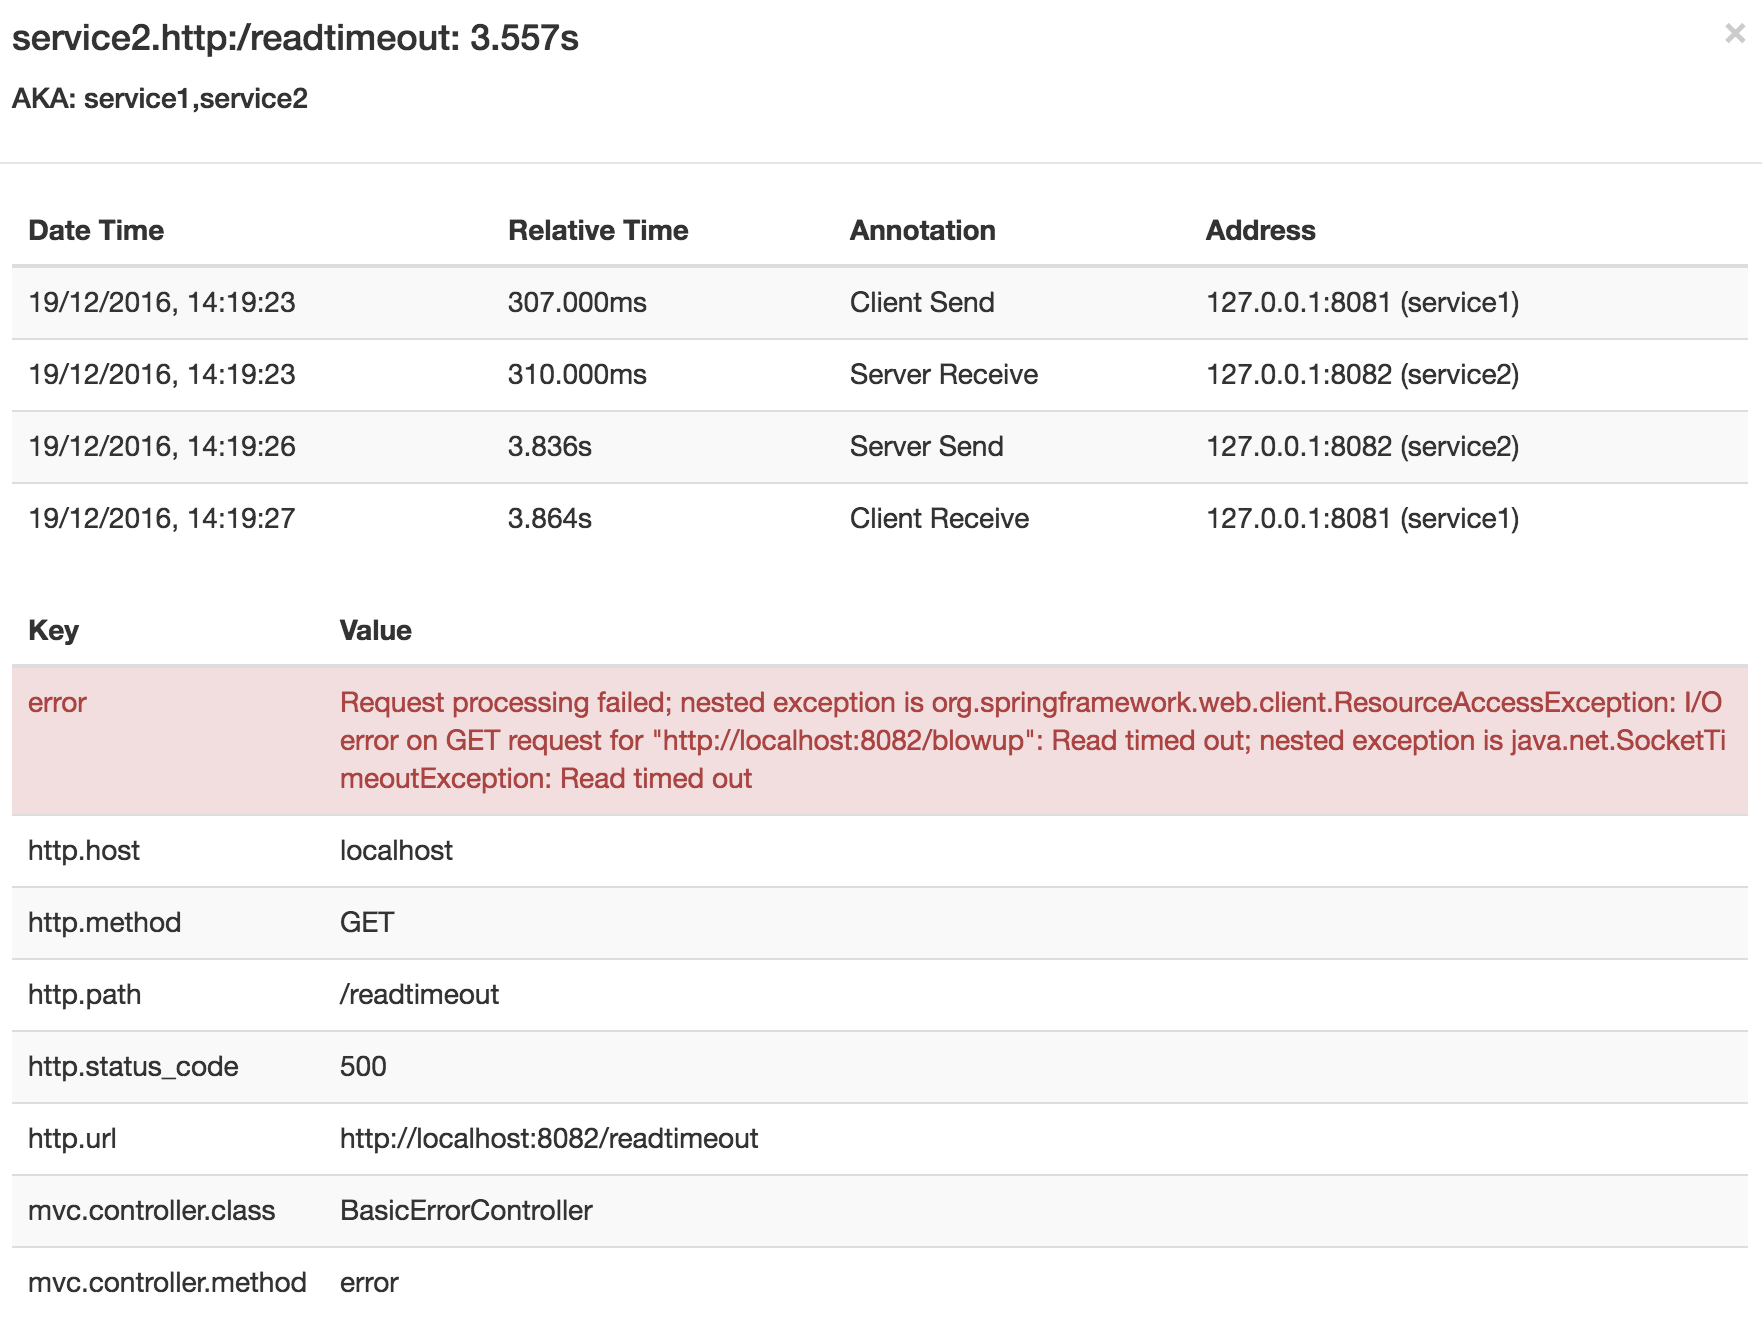 service2.http:/readtimeout: 3.557s ×
AKA: service1,service2
Date Time Relative Time Annotation Address
19/12/2016, 14:19:23 307.000ms Client Send 127.0.0.1:8081 (service1)
19/12/2016, 14:19:23 310.000ms Server Receive 127.0.0.1:8082 (service2)
19/12/2016, 14:19:26 3.836s Server Send 127.0.0.1:8082 (service2)
19/12/2016, 14:19:27 3.864s Client Receive 127.0.0.1:8081 (service1)
Key Value
error Request processing failed; nested exception is org.springframework.web.client.ResourceAccessException: I/O
error on GET request for "http://localhost:8082/blowup": Read timed out; nested exception is java.net.SocketTi
meoutException: Read timed out
http.host localhost
http.method GET
http.path /readtimeout
http.status_code 500
http.url http://localhost:8082/readtimeout
mvc.controller.class BasicErrorController
mvc.controller.method error